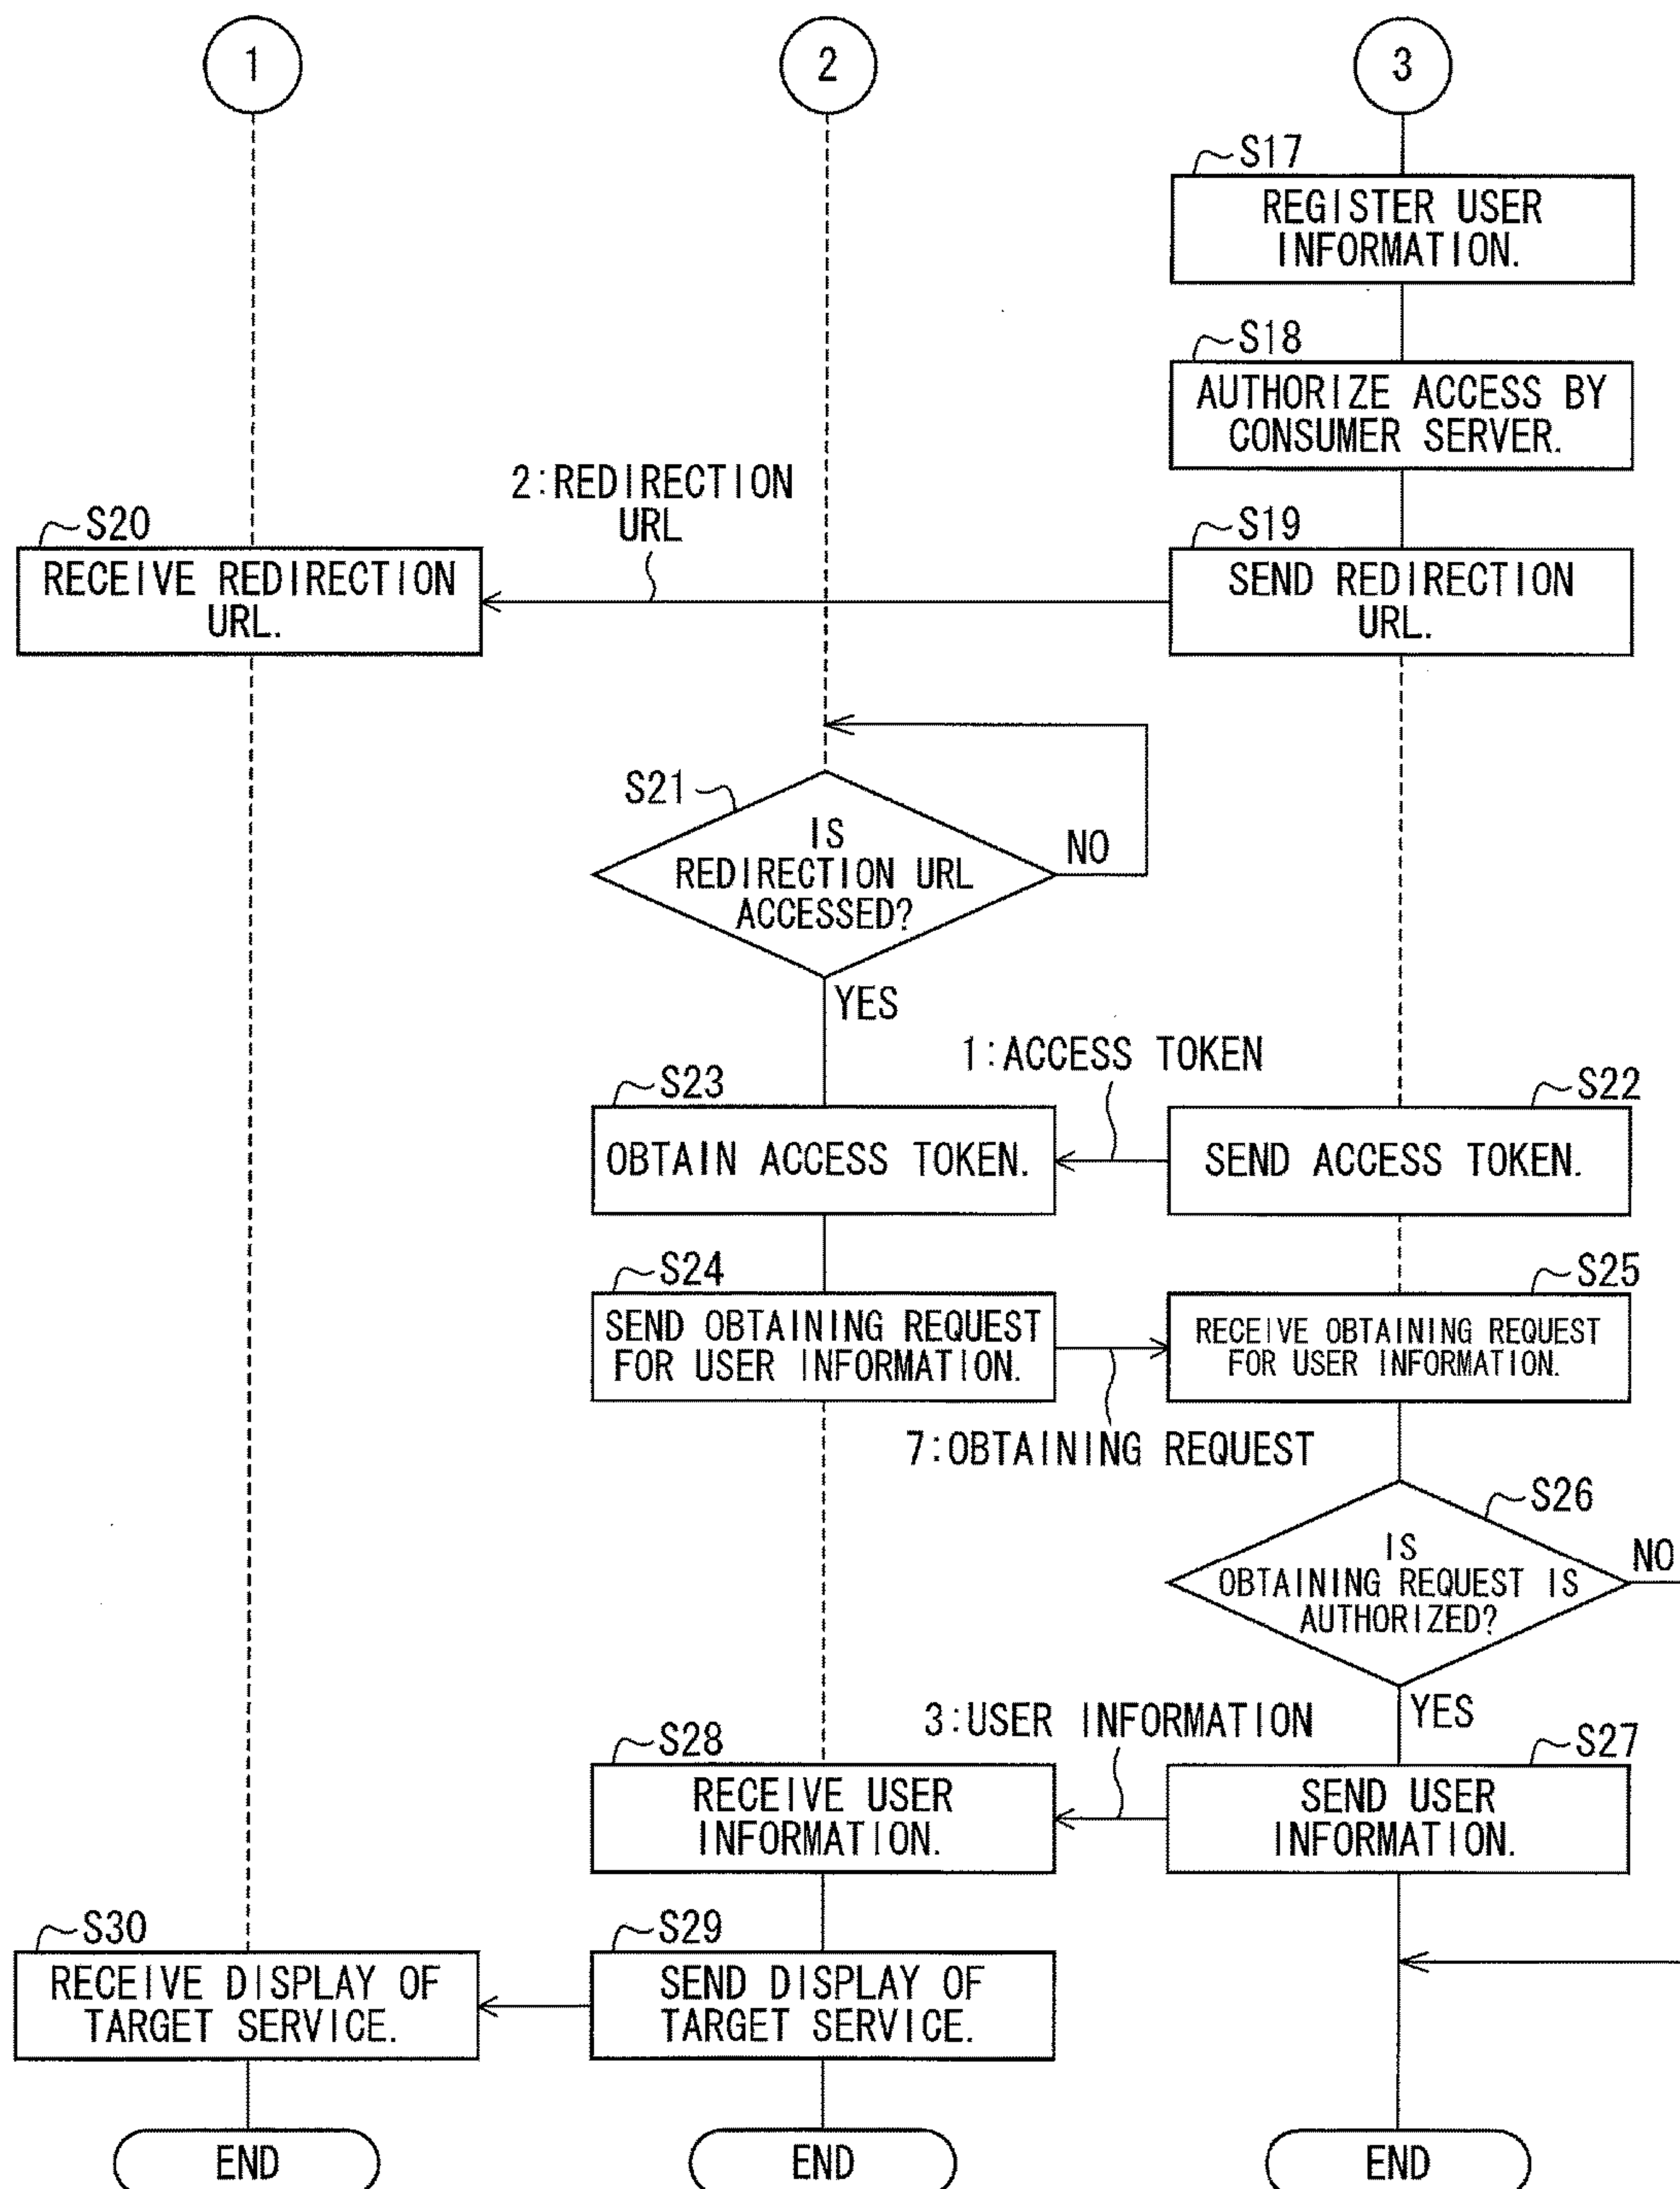 1
2
3
S17
REGISTER USER
INFORMATION.
S18
AUTHORIZE ACCESS BY
CONSUMER SERVER.
2:REDIRECTION
URL
S20
RECEIVE REDIRECTION
URL.
S19
SEND REDIRECTION
URL.
S21
IS
REDIRECTION URL
ACCESSED?
NO
YES
1:ACCESS TOKEN
S23
OBTAIN ACCESS TOKEN.
S22
SEND ACCESS TOKEN.
S24
SEND OBTAINING REQUEST
FOR USER INFORMATION.
S25
RECEIVE OBTAINING REQUEST
FOR USER INFORMATION.
7:OBTAINING REQUEST
S26
IS
OBTAINING REQUEST IS
AUTHORIZED?
NO
YES
3:USER INFORMATION
S28
RECEIVE USER
INFORMATION.
S27
SEND USER
INFORMATION.
S30
RECEIVE DISPLAY OF
TARGET SERVICE.
S29
SEND DISPLAY OF
TARGET SERVICE.
END
END
END